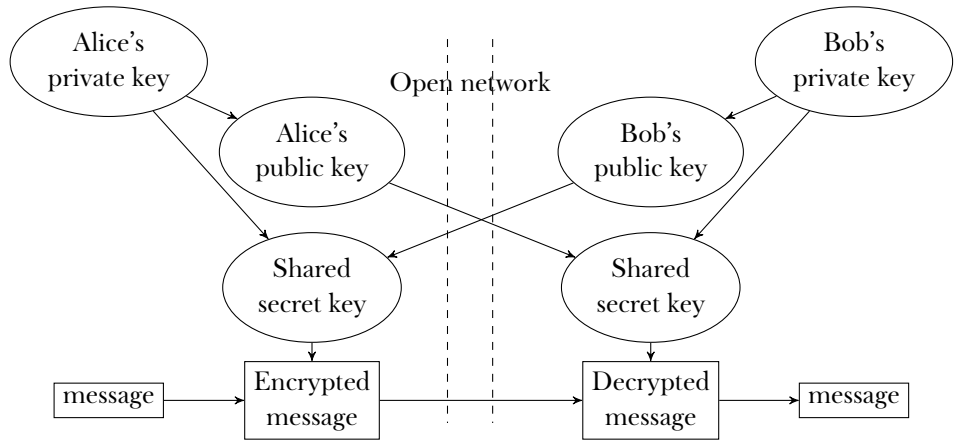 Alice’s
private key
Bob’s
private key
Open network
Alice’s
public key
Bob’s
public key
Shared
secret key
Shared
secret key
message
Encrypted
message
Decrypted
message
message